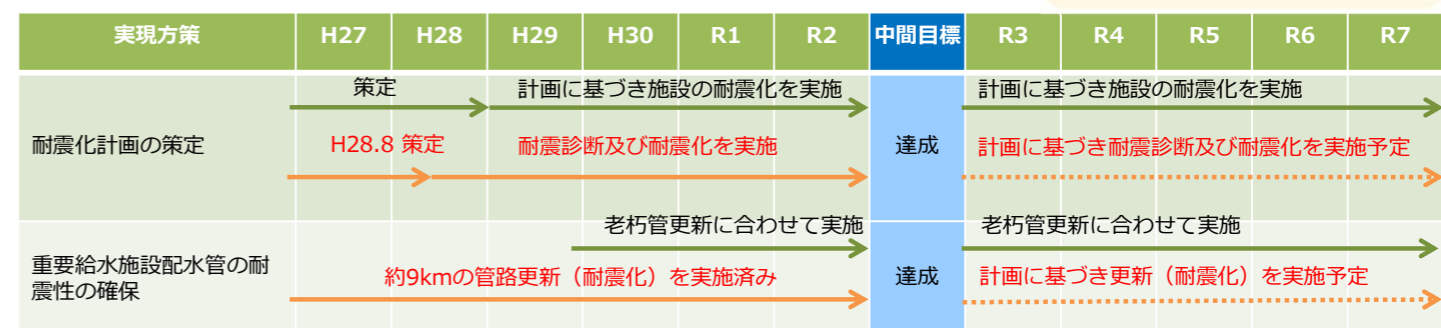 実現方策 H27 H28 H29 H30 R1 R2 中間目標 R3 R4 R5 R6 R7
策定 計画に基づき施設の耐震化を実施 計画に基づき施設の耐震化を実施
耐震化計画の策定 H28.8 策定 耐震診断及び耐震化を実施 達成 計画に基づき耐震診断及び耐震化を実施予定
老朽管更新に合わせて実施 老朽管更新に合わせて実施
重要給水施設配水管の耐
震性の確保
約9kmの管路更新（耐震化）を実施済み 達成 計画に基づき更新（耐震化）を実施予定